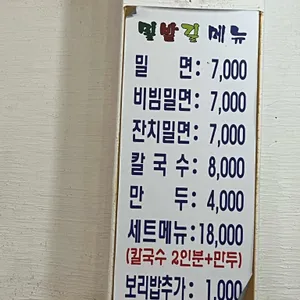 밀밭길 메뉴
밀 면: 7,000
비빔밀면: 7,000
잔치밀면: 7,000
칼국수: 8,000
만 두: 4,000
세트메뉴: 18,000
(칼국수 2인분+만두)
보리밥추가: 1,000